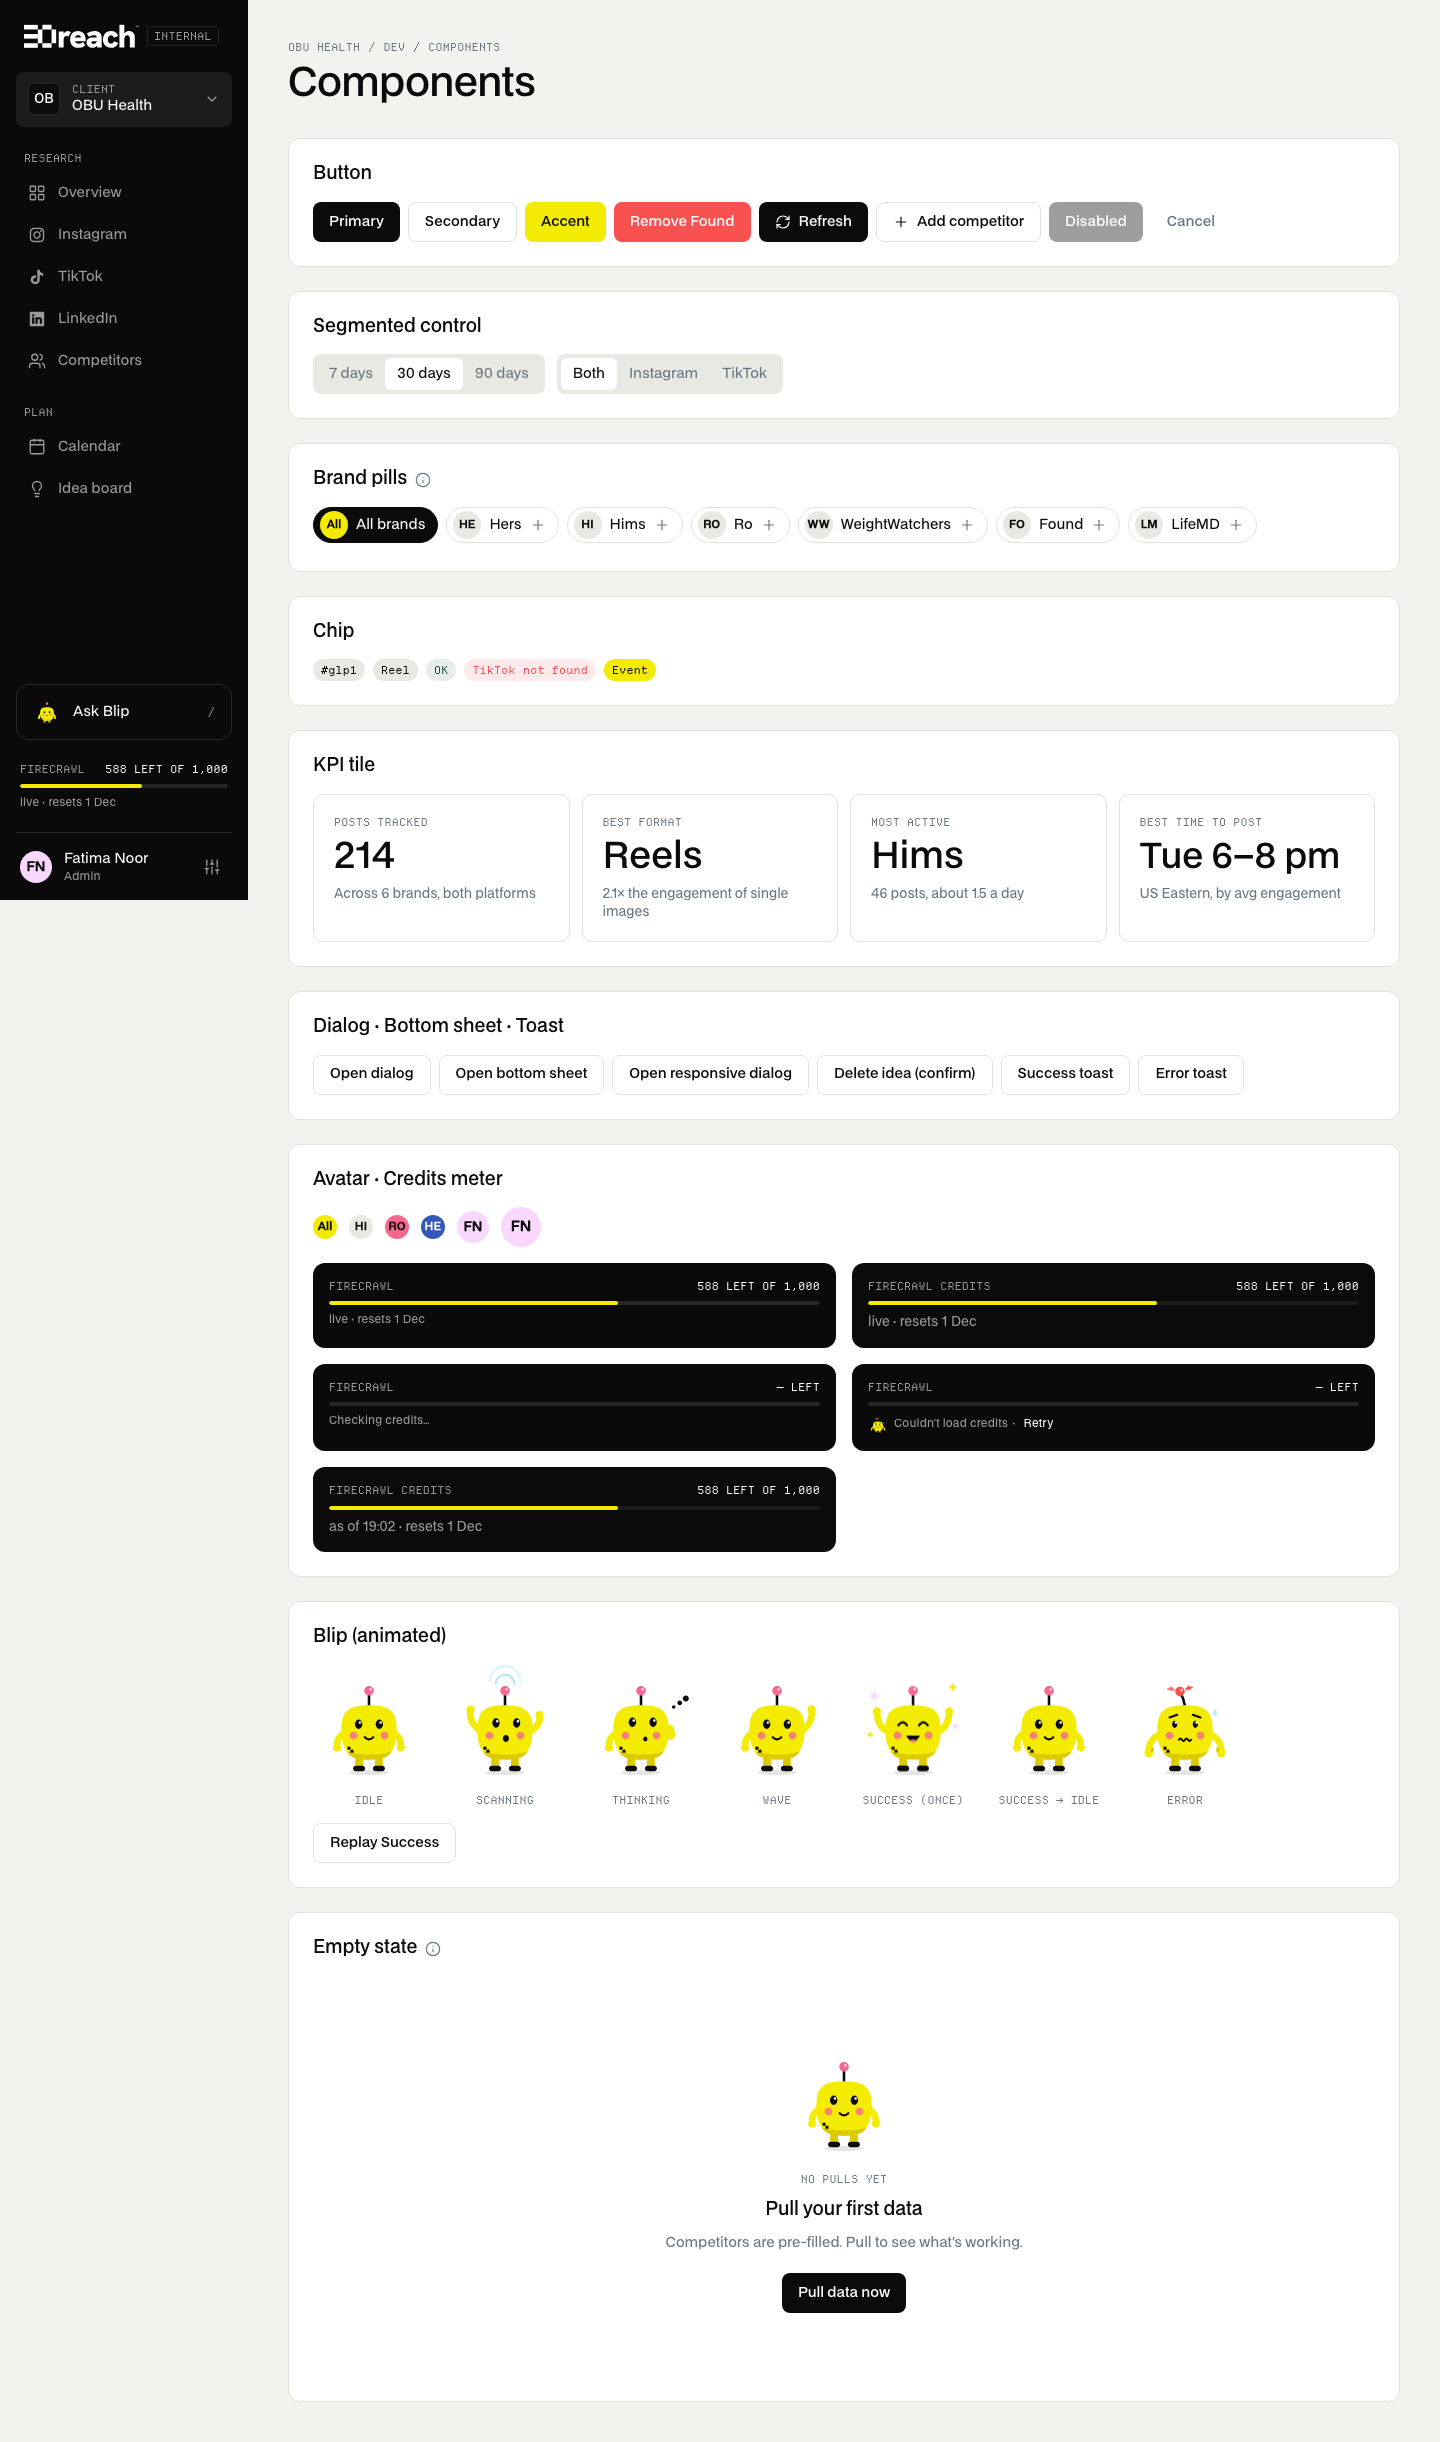 reach
INTERNAL
OB
CLIENT
OBU Health
RESEARCH
Overview
Instagram
TikTok
LinkedIn
Competitors
PLAN
Calendar
Idea board
Ask Blip
/
FIRECRAWL 588 LEFT OF 1,000
live · resets 1 Dec
FN
Fatima Noor
Admin
OBU HEALTH / DEV / COMPONENTS
Components
Button
Primary Secondary Accent Remove Found Refresh Add competitor Disabled Cancel
Segmented control
7 days 30 days 90 days Both Instagram TikTok
Brand pills
All All brands HE Hers HI Hims RO Ro WW WeightWatchers FO Found LM LifeMD
Chip
#glp1 Reel OK TikTok not found Event
KPI tile
POSTS TRACKED
214
Across 6 brands, both platforms
BEST FORMAT
Reels
2.1× the engagement of single
images
MOST ACTIVE
Hims
46 posts, about 1.5 a day
BEST TIME TO POST
Tue 6–8 pm
US Eastern, by avg engagement
Dialog · Bottom sheet · Toast
Open dialog Open bottom sheet Open responsive dialog Delete idea (confirm) Success toast Error toast
Avatar · Credits meter
All HI RO HE FN FN
FIRECRAWL 588 LEFT OF 1,000
live · resets 1 Dec
FIRECRAWL CREDITS 588 LEFT OF 1,000
live · resets 1 Dec
FIRECRAWL — LEFT
Checking credits…
FIRECRAWL — LEFT
Couldn't load credits · Retry
FIRECRAWL CREDITS 588 LEFT OF 1,000
as of 19:02 · resets 1 Dec
Blip (animated)
IDLE SCANNING THINKING WAVE SUCCESS (ONCE) SUCCESS → IDLE ERROR
Replay Success
Empty state
NO PULLS YET
Pull your first data
Competitors are pre-filled. Pull to see what's working.
Pull data now